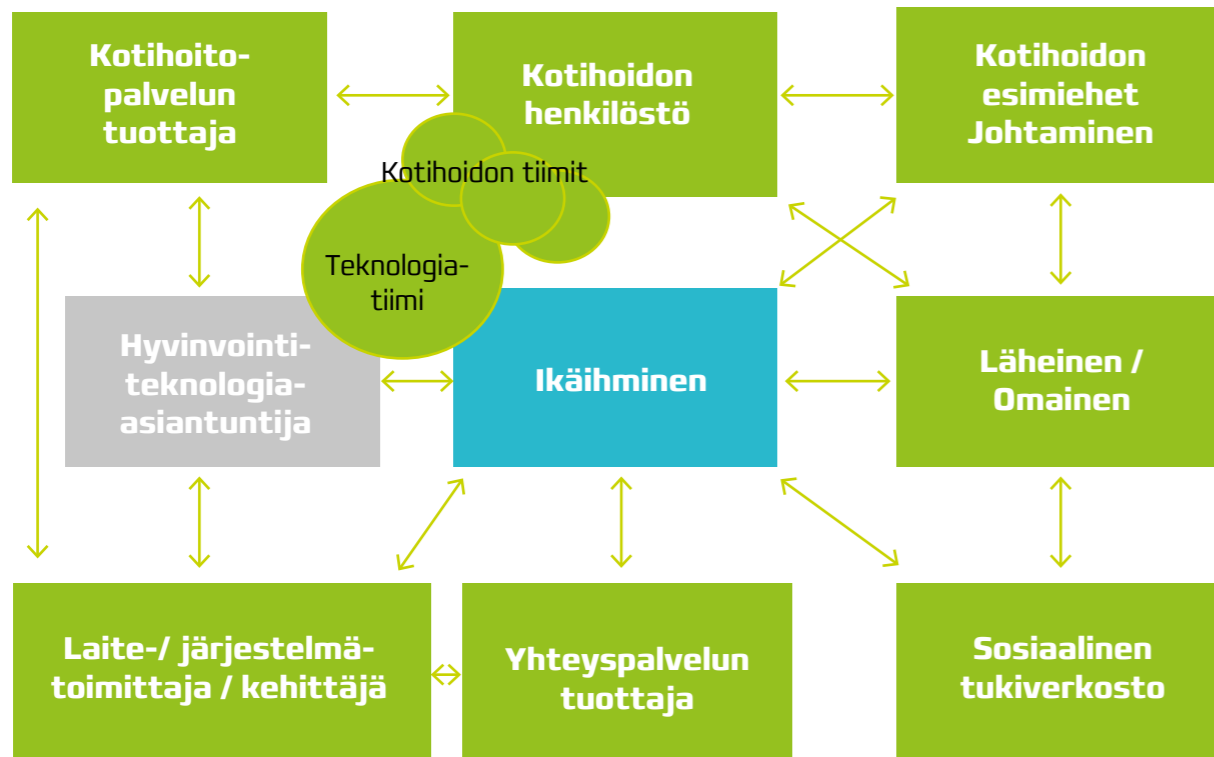 Kotihoito-
palvelun
tuottaja
Kotihoidon
henkilöstö
Kotihoidon
esimiehet
Johtaminen
Kotihoidon tiimit
Teknologia-
tiimi
Hyvinvointi-
teknologia-
asiantuntija
Ikäihminen
Läheinen /
Omainen
Laite-/ järjestelmä-
toimittaja / kehittäjä
Yhteyspalvelun
tuottaja
Sosiaalinen
tukiverkosto